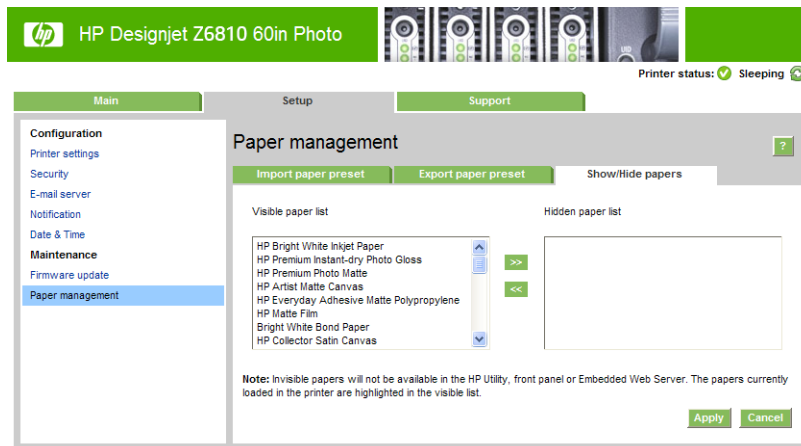 hp HP Designjet Z6810 60in Photo
UID
Printer status: Sleeping
Main Setup Support
Configuration
Printer settings
Security
E-mail server
Notification
Date & Time
Maintenance
Firmware update
Paper management
Paper management
?
Import paper preset Export paper preset Show/Hide papers
Visible paper list Hidden paper list
HP Bright White Inkjet Paper
HP Premium Instant-dry Photo Gloss
HP Premium Photo Matte
HP Artist Matte Canvas
HP Everyday Adhesive Matte Polypropylene
HP Matte Film
Bright White Bond Paper
HP Collector Satin Canvas
>>
<<
Note: Invisible papers will not be available in the HP Utility, front panel or Embedded Web Server. The papers currently
loaded in the printer are highlighted in the visible list.
Apply Cancel